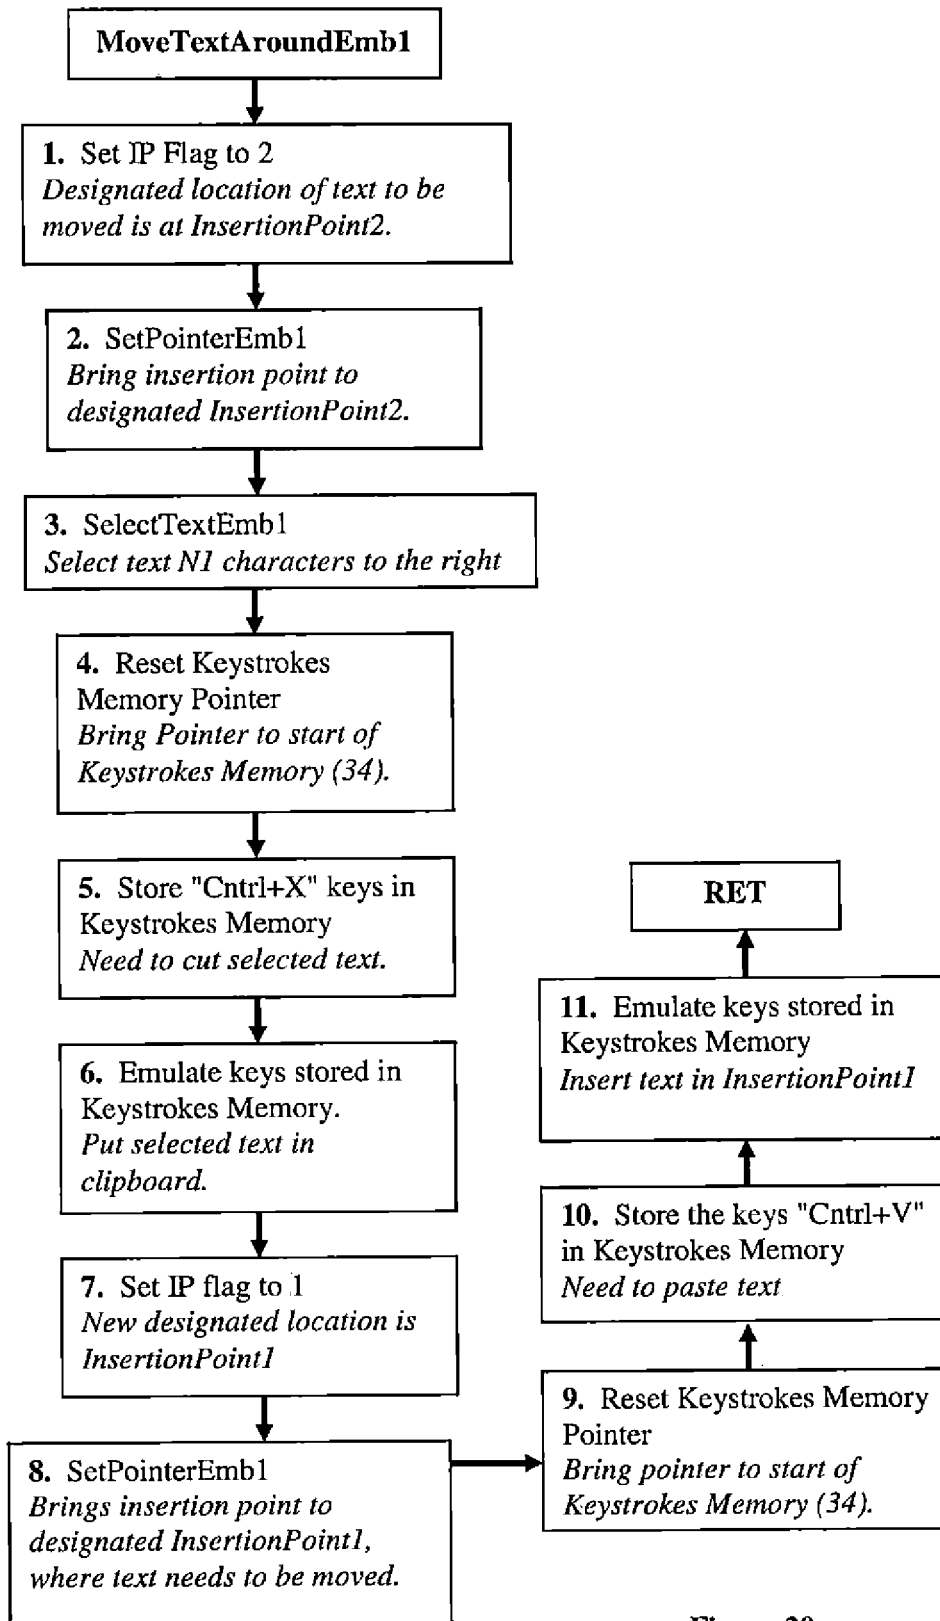 MoveTextAroundEmb1
1. Set IP Flag to 2
Designated location of text to be
moved is at InsertionPoint2.
2. SetPointerEmb1
Bring insertion point to
designated InsertionPoint2.
3. SelectTextEmb1
Select text N1 characters to the right
4. Reset Keystrokes
Memory Pointer
Bring Pointer to start of
Keystrokes Memory (34).
5. Store "Cntrl+X" keys in
Keystrokes Memory
Need to cut selected text.
6. Emulate keys stored in
Keystrokes Memory.
Put selected text in
clipboard.
7. Set IP flag to 1
New designated location is
InsertionPoint1
8. SetPointerEmb1
Brings insertion point to
designated InsertionPoint1,
where text needs to be moved.
9. Reset Keystrokes Memory
Pointer
Bring pointer to start of
Keystrokes Memory (34).
10. Store the keys "Cntrl+V"
in Keystrokes Memory
Need to paste text
11. Emulate keys stored in
Keystrokes Memory
Insert text in InsertionPoint1
RET